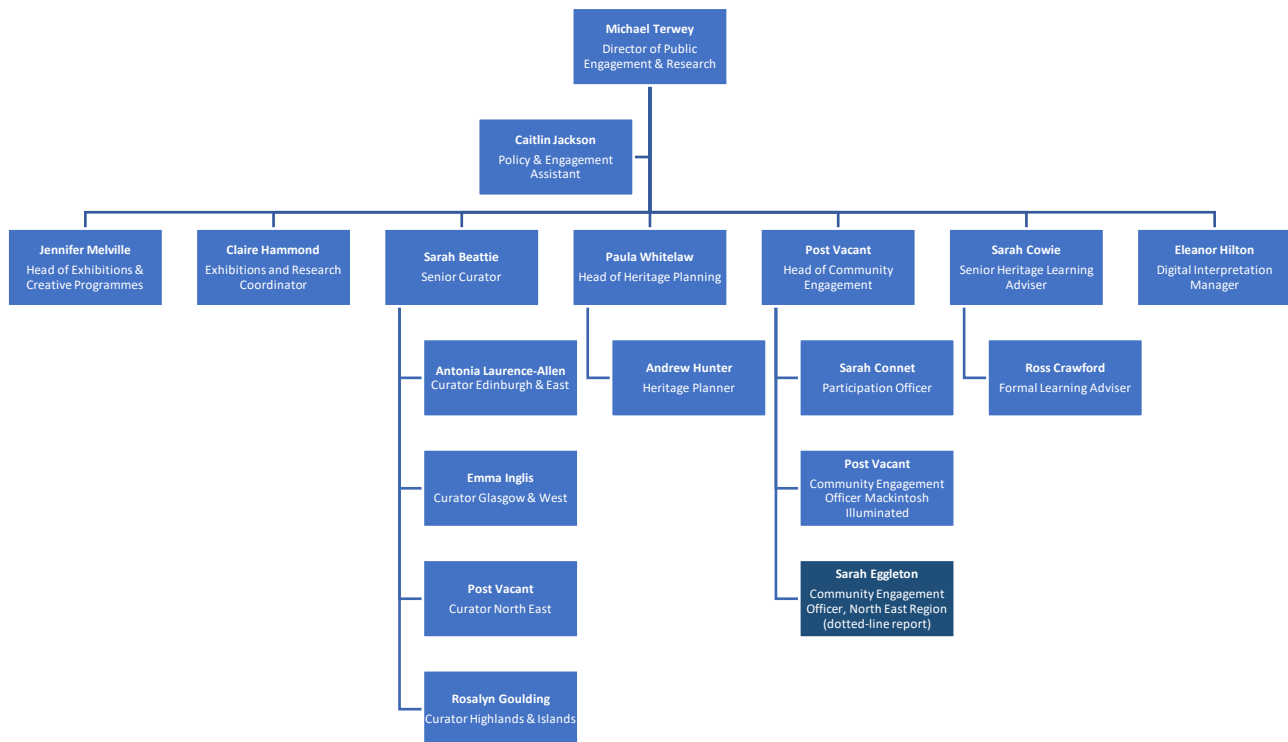 Michael Terwey
Director of Public
Engagement & Research
Caitlin Jackson
Policy & Engagement
Assistant
Jennifer Melville
Head of Exhibitions &
Creative Programmes
Claire Hammond
Exhibitions and Research
Coordinator
Sarah Beattie
Senior Curator
Paula Whitelaw
Head of Heritage Planning
Post Vacant
Head of Community
Engagement
Sarah Cowie
Senior Heritage Learning
Adviser
Eleanor Hilton
Digital Interpretation
Manager
Antonia Laurence-Allen
Curator Edinburgh & East
Emma Inglis
Curator Glasgow & West
Post Vacant
Curator North East
Rosalyn Goulding
Curator Highlands & Islands
Andrew Hunter
Heritage Planner
Sarah Connet
Participation Officer
Post Vacant
Community Engagement
Officer Mackintosh
Illuminated
Sarah Eggleton
Community Engagement
Officer, North East Region
(dotted-line report)
Ross Crawford
Formal Learning Adviser